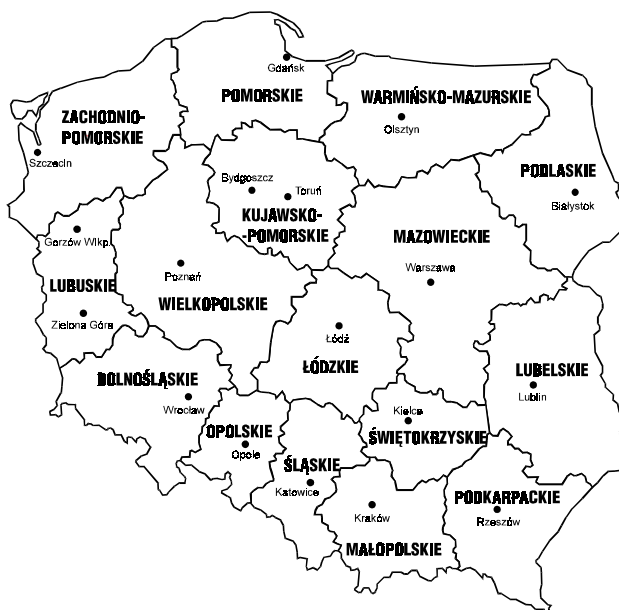 Gdańsk
POMORSKIE
WARMIŃSKO-MAZURSKIE
Olsztyn
ZACHODNIO-
POMORSKIE
Szczecin
PODLASKIE
Białystok
Bydgoszcz
Toruń
KUJAWSKO-
-POMORSKIE
MAZOWIECKIE
Warszawa
Gorzów Wlkp.
LUBUSKIE
Zielona Góra
Poznań
WIELKOPOLSKIE
Łódź
ŁÓDZKIE
LUBELSKIE
Lublin
DOLNOŚLĄSKIE
Wrocław
Kielce
ŚWIĘTOKRZYSKIE
OPOLSKIE
Opole
ŚLĄSKIE
Katowice
PODKARPACKIE
Rzeszów
Kraków
MAŁOPOLSKIE